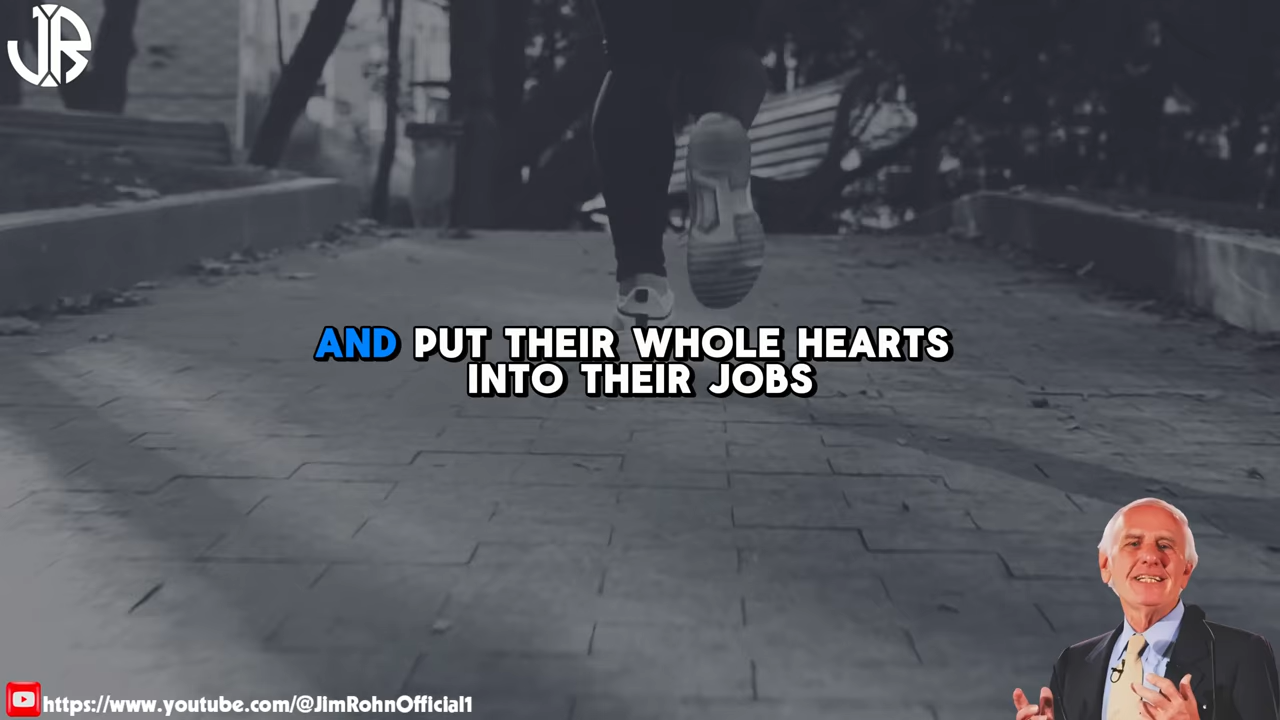 JR
AND PUT THEIR WHOLE HEARTS
INTO THEIR JOBS
https://www.youtube.com/@JimRohnOfficial1